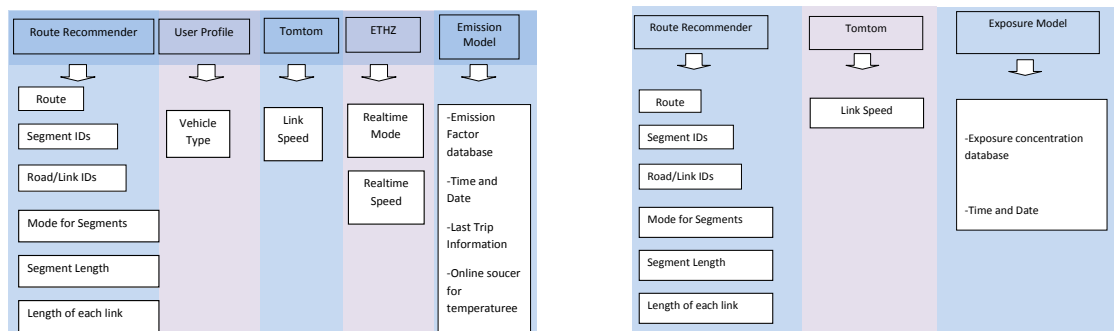 Route Recommender
User Profile
Tomtom
ETHZ
Emission
Model
Route
Segment IDs
Road/Link IDs
Mode for Segments
Segment Length
Length of each link
Vehicle
Type
Link
Speed
Realtime
Mode
Realtime
Speed
-Emission
Factor
database
-Time and
Date
-Last Trip
Information
-Online soucer
for
temperaturee
Route Recommender
Tomtom
Exposure Model
Route
Segment IDs
Road/Link IDs
Mode for Segments
Segment Length
Length of each link
Link Speed
-Exposure concentration
database
-Time and Date